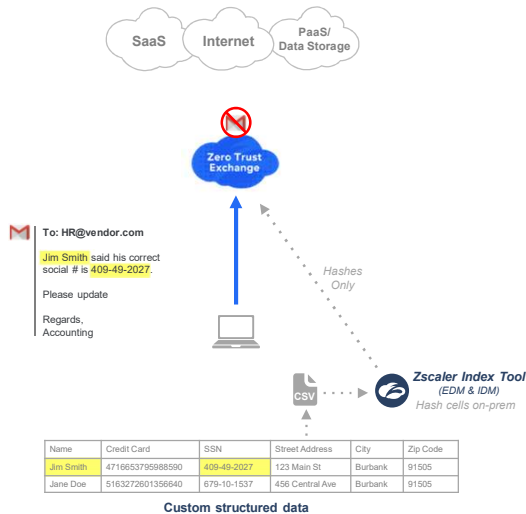 SaaS
Internet
PaaS/
Data Storage
Zero Trust
Exchange
To: HR@vendor.com
Jim Smith said his correct
social # is 409-49-2027.
Please update
Regards,
Accounting
Hashes
Only
CSV
Zscaler Index Tool
(EDM & IDM)
Hash cells on-prem
Name Credit Card SSN Street Address City Zip Code
Jim Smith 4716653795988590 409-49-2027 123 Main St Burbank 91505
Jane Doe 5163272601356640 679-10-1537 456 Central Ave Burbank 91505
Custom structured data